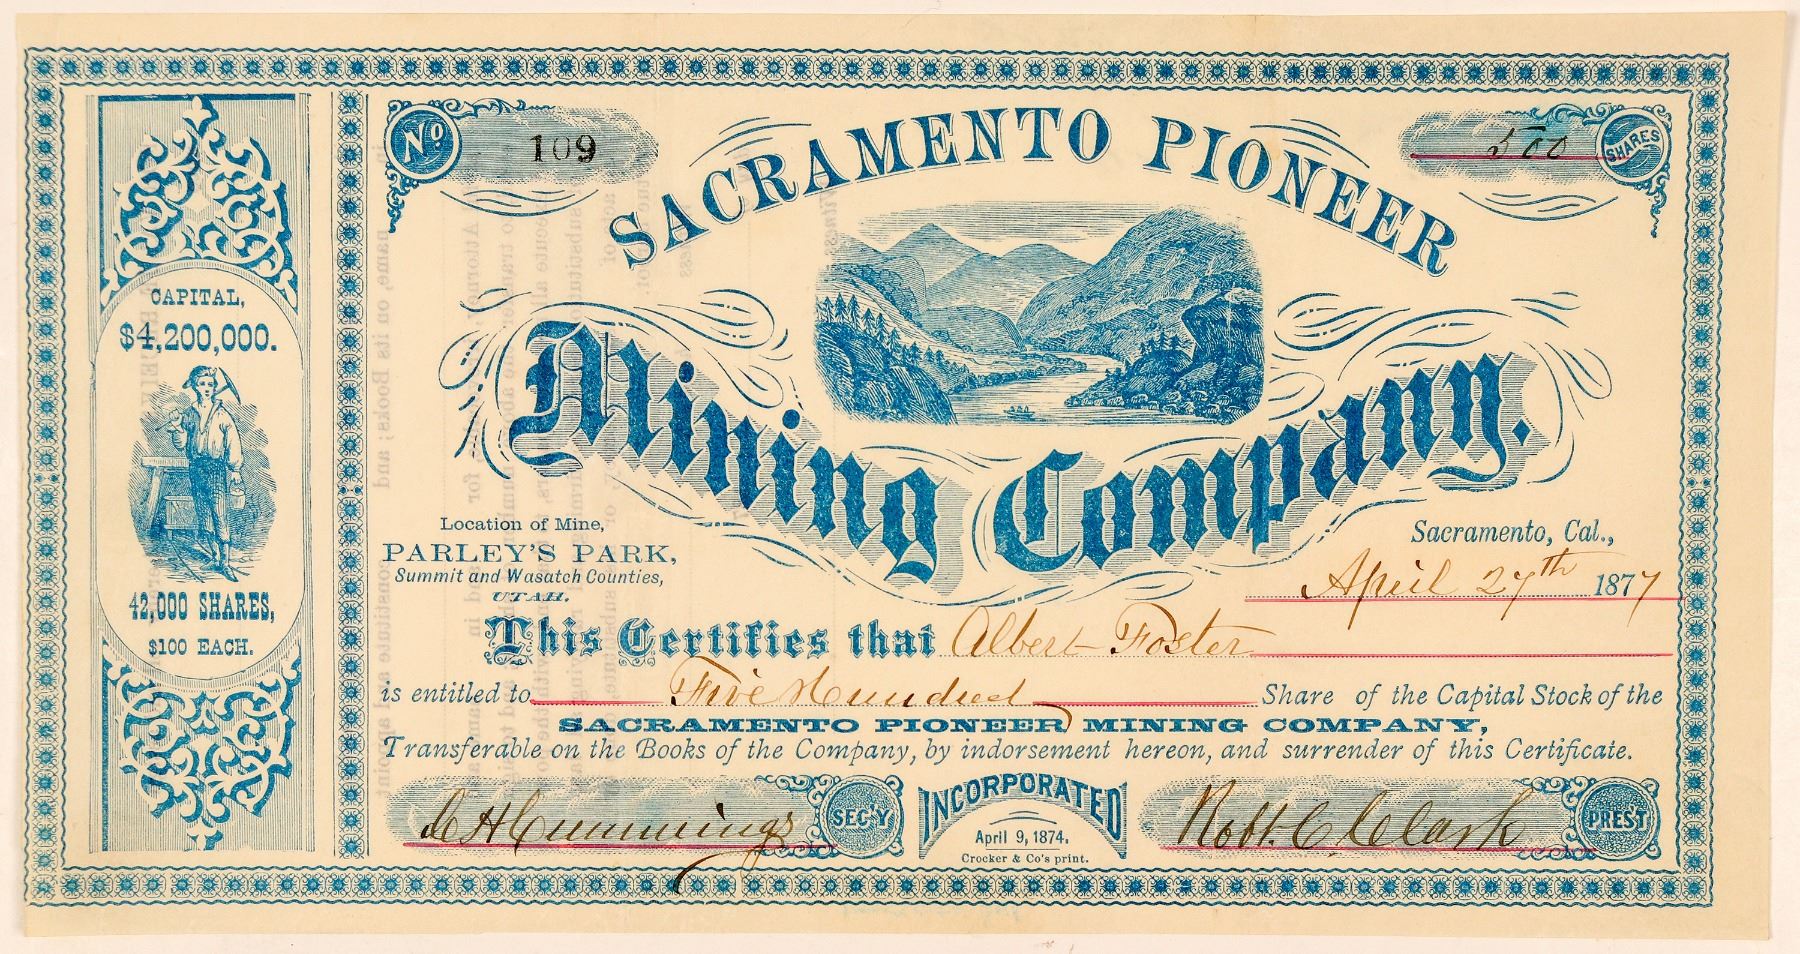 No 109
500 SHARES
SACRAMENTO PIONEER
Mining Company.
CAPITAL,
$4,200,000.
42,000 SHARES,
$100 EACH.
Location of Mine,
PARLEY'S PARK,
Summit and Wasatch Counties,
UTAH.
Sacramento, Cal.,
April 27th 1877
This Certifies that Albert Foster
is entitled to Five Hundred Share of the Capital Stock of the
SACRAMENTO PIONEER MINING COMPANY,
Transferable on the Books of the Company, by indorsement hereon, and surrender of this Certificate.
H Cummings SEC'Y
INCORPORATED
April 9, 1874.
Crocker & Co's print.
Robt. C. Clark PREST